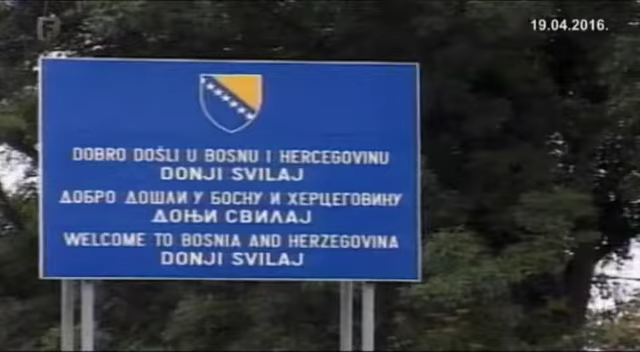 19.04.2016.
DOBRO DOŠLI U BOSNU I HERCEGOVINU
DONJI SVILAJ
ДОБРО ДОШЛИ У БОСНУ И ХЕРЦЕГОВИНУ
ДОЊИ СВИЛАЈ
WELCOME TO BOSNIA AND HERZEGOVINA
DONJI SVILAJ